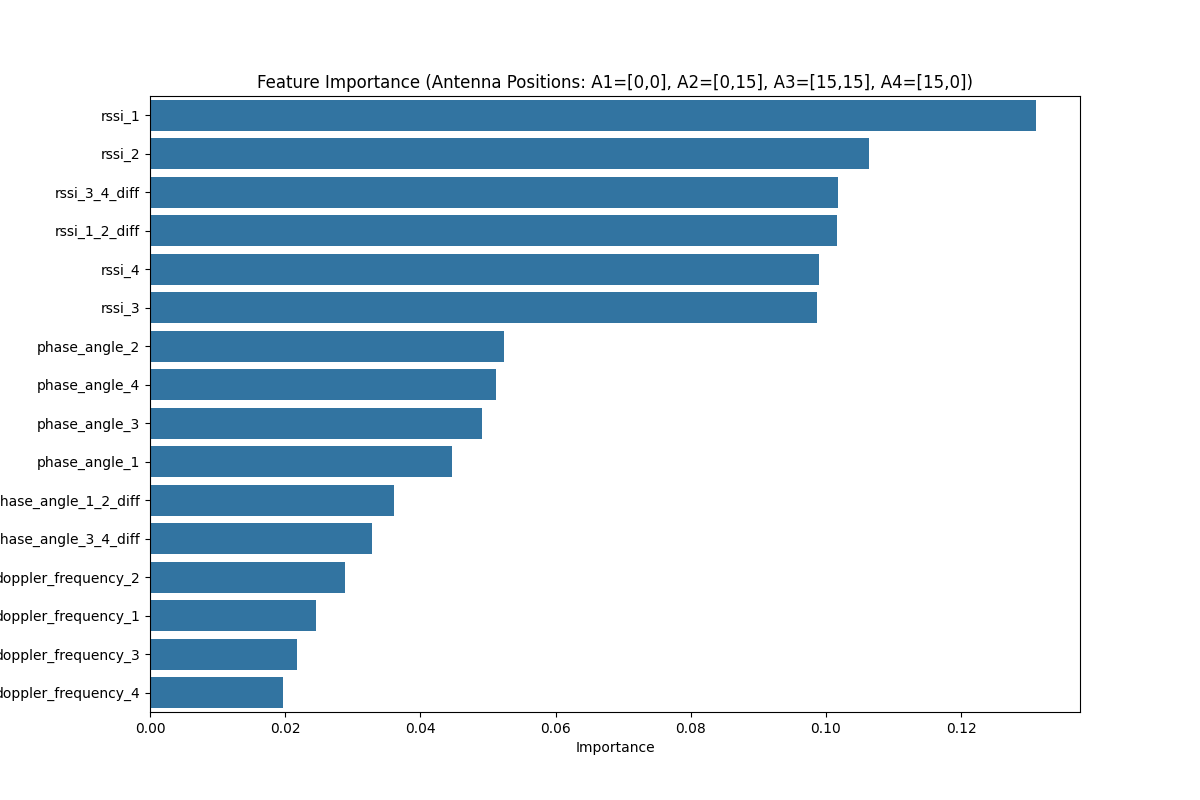 Feature Importance (Antenna Positions: A1=[0,0], A2=[0,15], A3=[15,15], A4=[15,0])
rssi_1
rssi_2
rssi_3_4_diff
rssi_1_2_diff
rssi_4
rssi_3
phase_angle_2
phase_angle_4
phase_angle_3
phase_angle_1
hase_angle_1_2_diff
hase_angle_3_4_diff
doppler_frequency_2
doppler_frequency_1
doppler_frequency_3
doppler_frequency_4
0.00 0.02 0.04 0.06 0.08 0.10 0.12
Importance